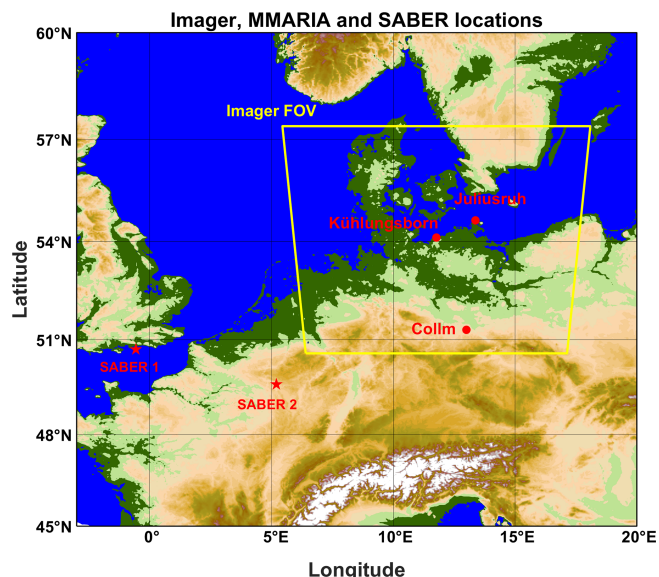 Imager, MMARIA and SABER locations
60°N
Imager FOV
57°N
Juliusruh
Kühlungsborn
54°N
Latitude
Collm
51°N
SABER 1
SABER 2
48°N
45°N
0°
5°E
10°E
15°E
20°E
Longitude